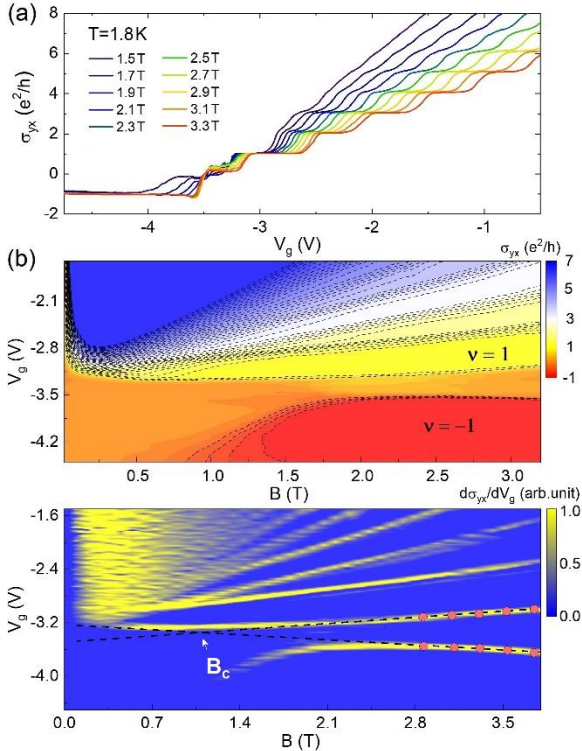 (a)
T=1.8K
1.5T 2.5T
1.7T 2.7T
1.9T 2.9T
2.1T 3.1T
2.3T 3.3T
σyx (e²/h)
8
6
4
2
0
-2
-4 -3 -2 -1
Vg (V)
(b)
σyx (e²/h)
7
5
3
1
-1
Vg (V)
-2.1
-2.8
-3.5
-4.2
ν = 1
ν = −1
0.5 1.0 1.5 2.0 2.5 3.0
B (T)
dσyx/dVg (arb.unit)
1.0
0.5
0.0
Vg (V)
-1.6
-2.4
-3.2
-4.0
Bc
0.0 0.7 1.4 2.1 2.8 3.5
B (T)